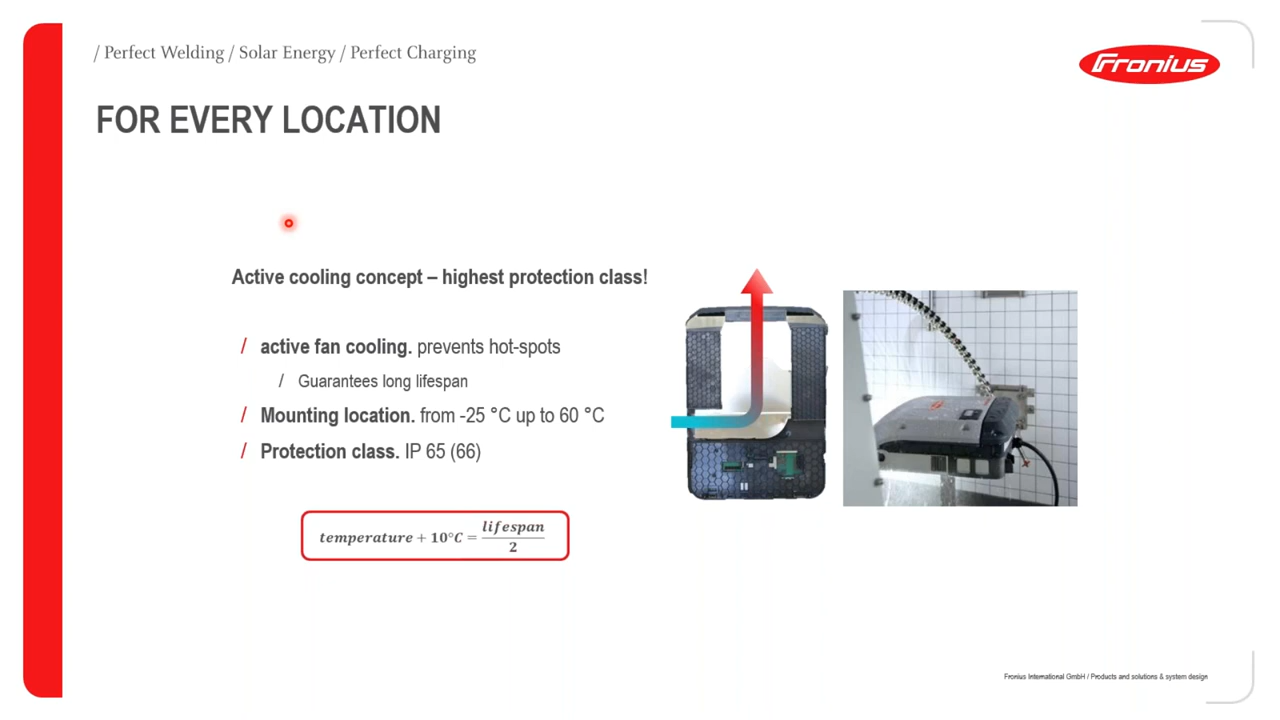 / Perfect Welding / Solar Energy / Perfect Charging
Fronius
FOR EVERY LOCATION
Active cooling concept – highest protection class!
/ active fan cooling. prevents hot-spots
/ Guarantees long lifespan
/ Mounting location. from -25 °C up to 60 °C
/ Protection class. IP 65 (66)
temperature + 10°C = lifespan / 2
Fronius International GmbH / Products and solutions & system design